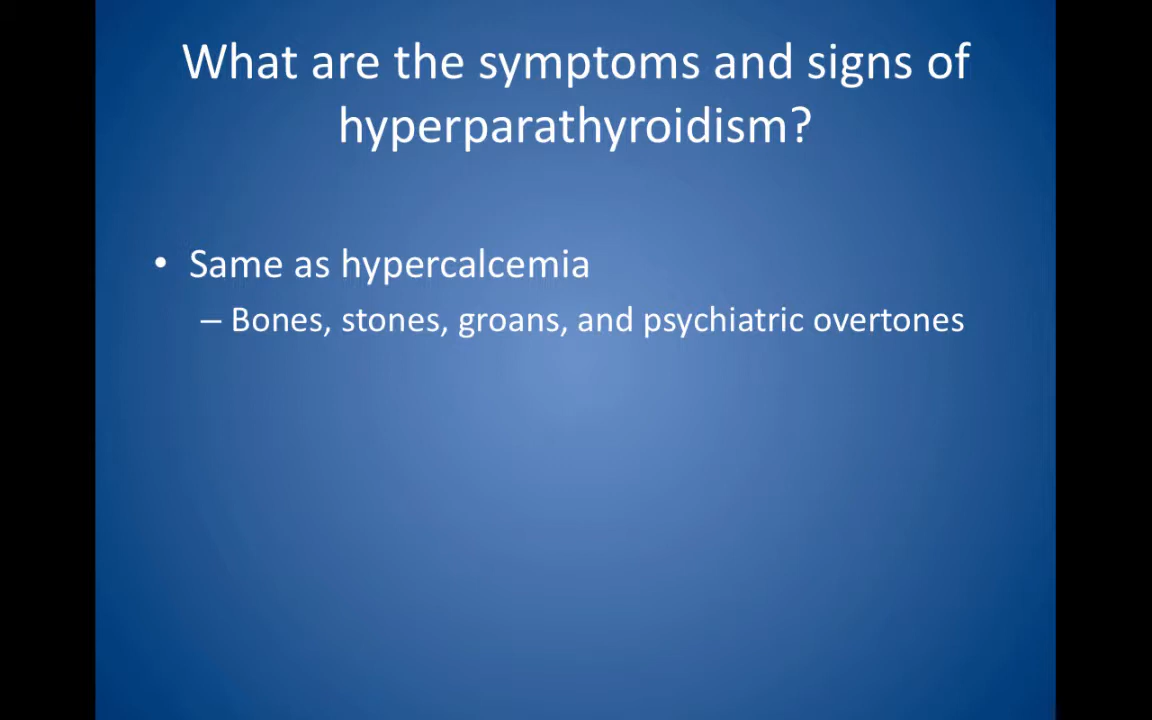 What are the symptoms and signs of
hyperparathyroidism?
• Same as hypercalcemia
– Bones, stones, groans, and psychiatric overtones